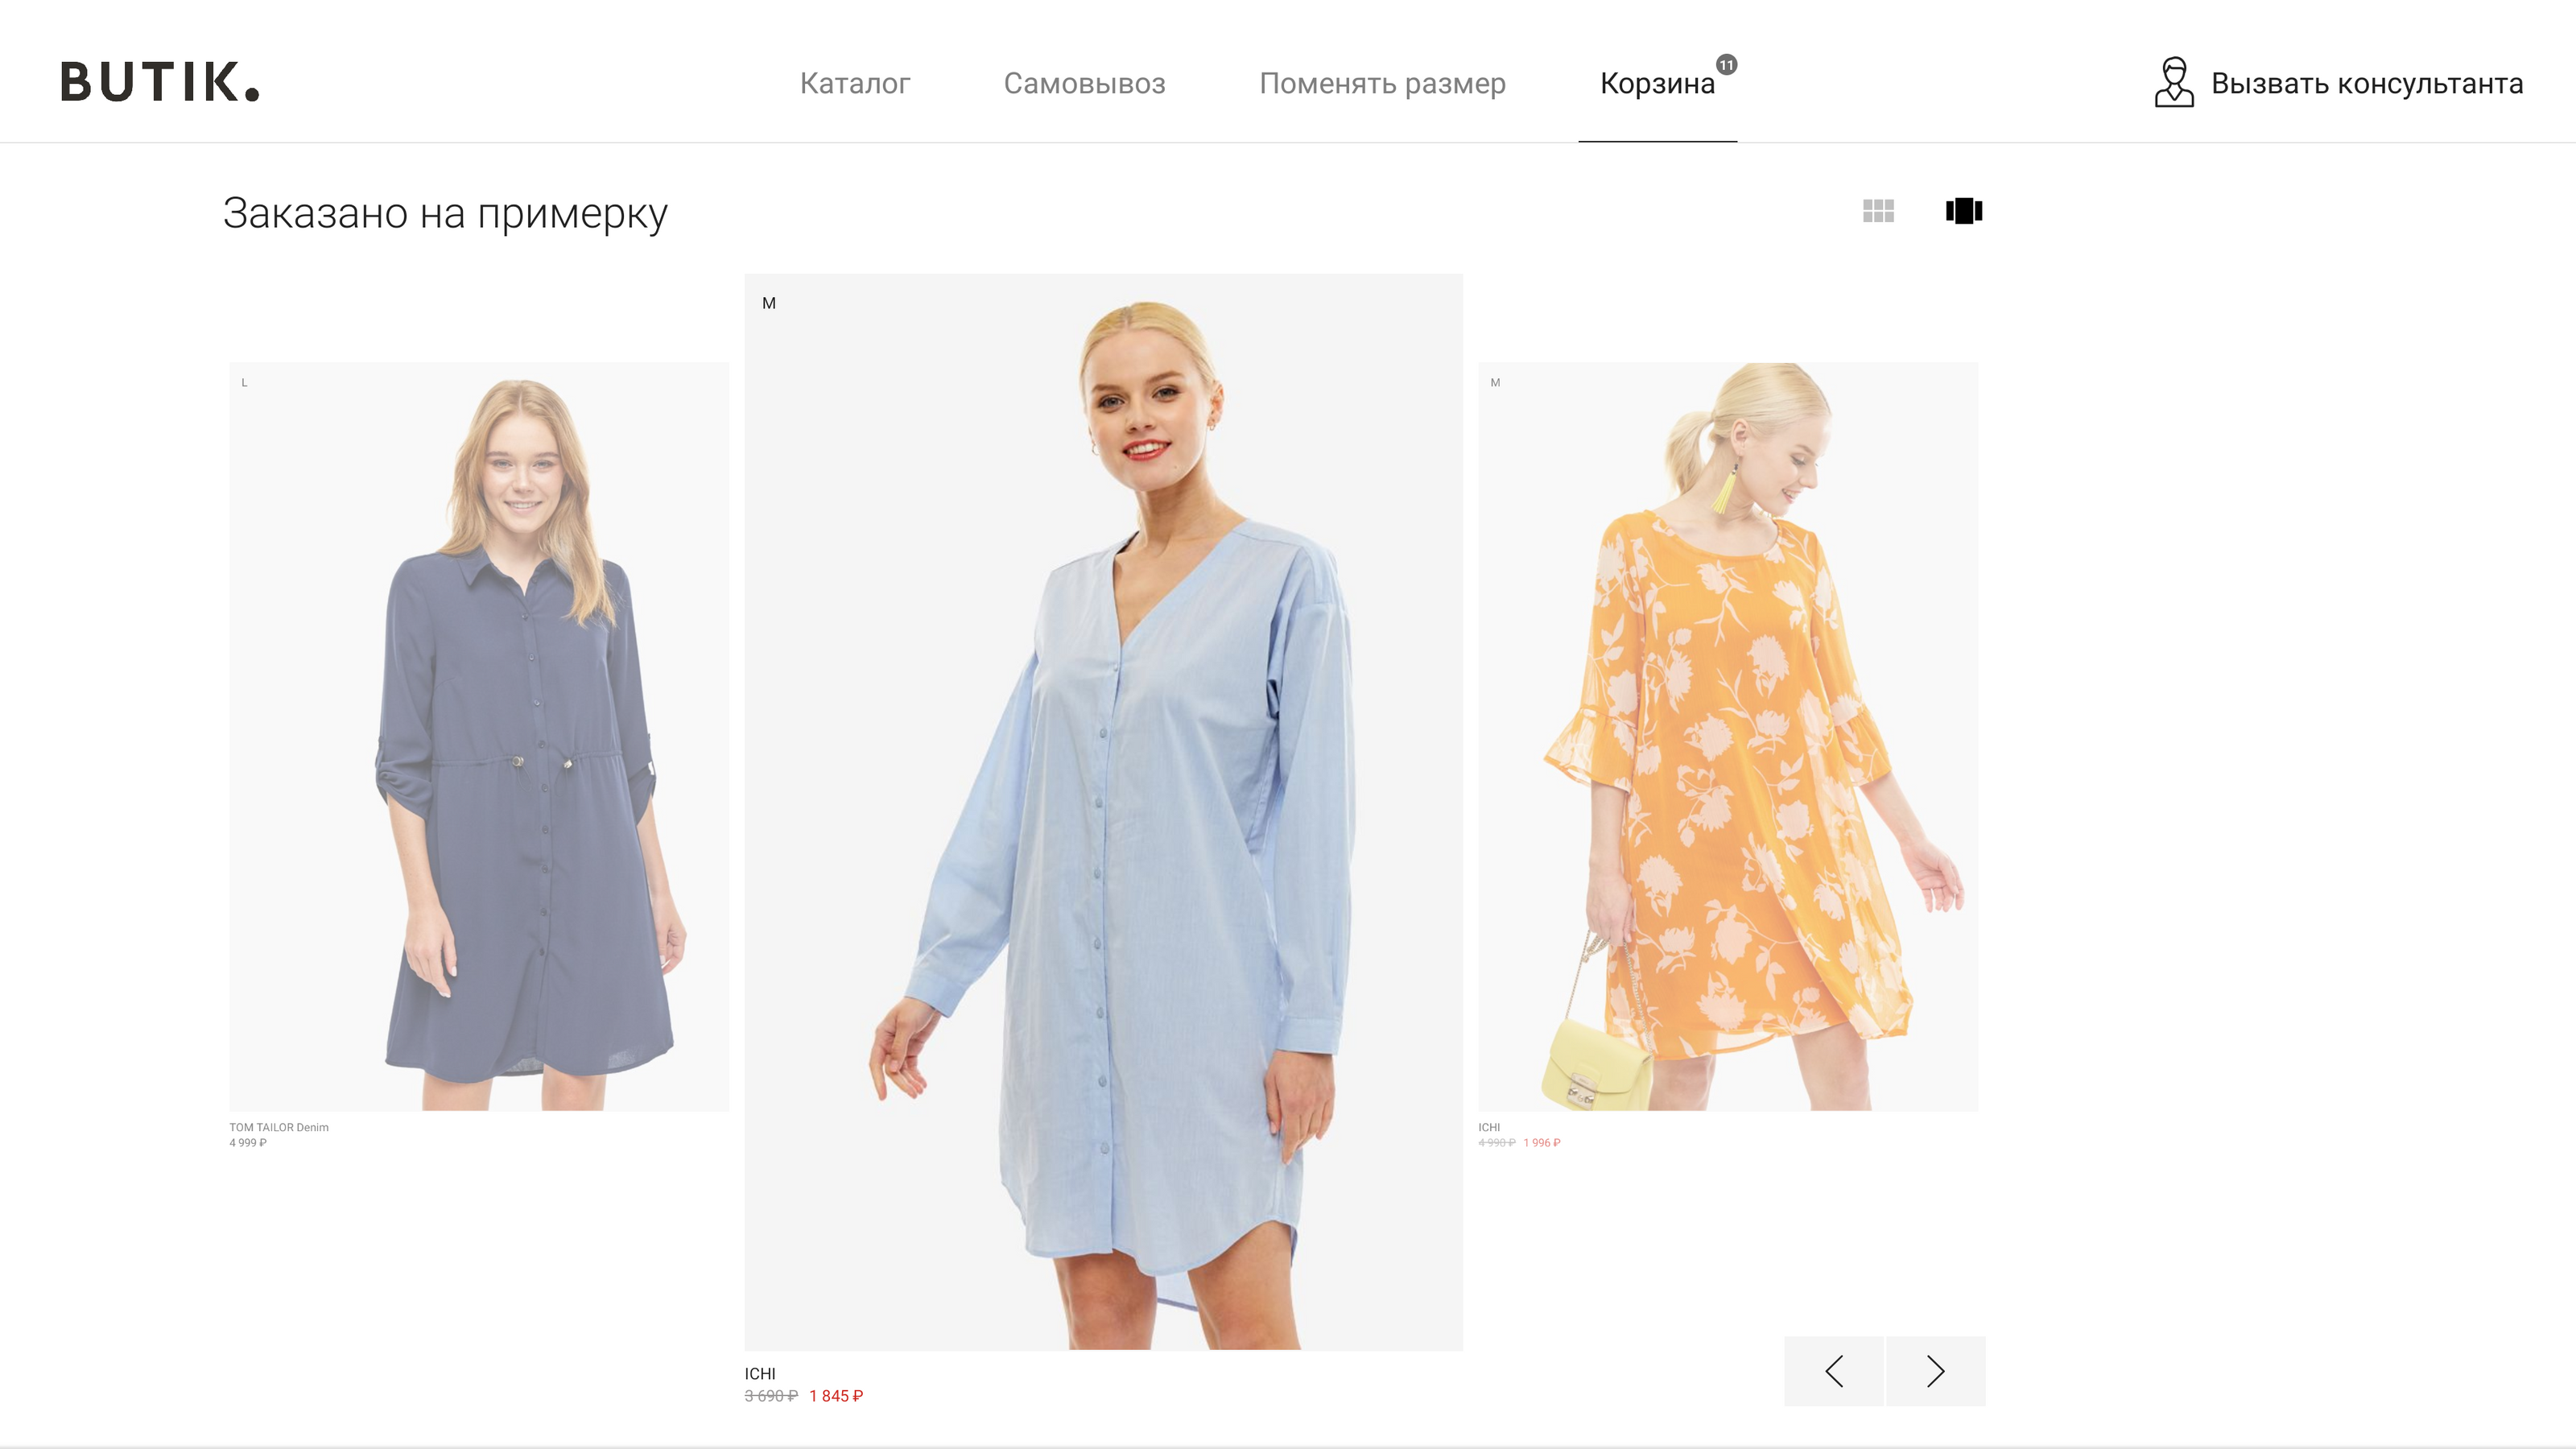 BUTIK.
Каталог
Самовывоз
Поменять размер
Корзина
11
Вызвать консультанта
Заказано на примерку
L
TOM TAILOR Denim
4 999 ₽
M
ICHI
3 690 ₽ 1 845 ₽
M
ICHI
4 990 ₽ 1 996 ₽